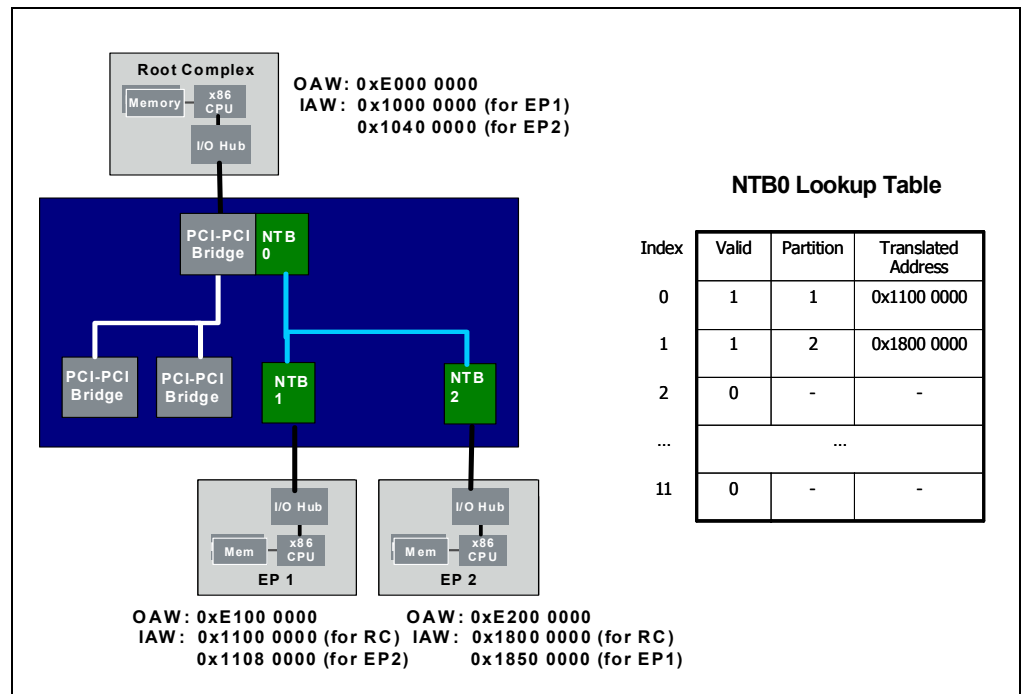 Root Complex
Memory
x86
CPU
I/O Hub
OAW: 0xE000 0000
IAW: 0x1000 0000 (for EP1)
0x1040 0000 (for EP2)
PCI-PCI
Bridge
NTB
0
PCI-PCI
Bridge
PCI-PCI
Bridge
NTB
1
NTB
2
I/O Hub
Mem
x86
CPU
EP 1
I/O Hub
Mem
x86
CPU
EP 2
OAW: 0xE100 0000
IAW: 0x1100 0000 (for RC)
0x1108 0000 (for EP2)
OAW: 0xE200 0000
IAW: 0x1800 0000 (for RC)
0x1850 0000 (for EP1)
NTB0 Lookup Table
Index Valid Partition Translated
Address
0 1 1 0x1100 0000
1 1 2 0x1800 0000
2 0 - -
... ...
11 0 - -